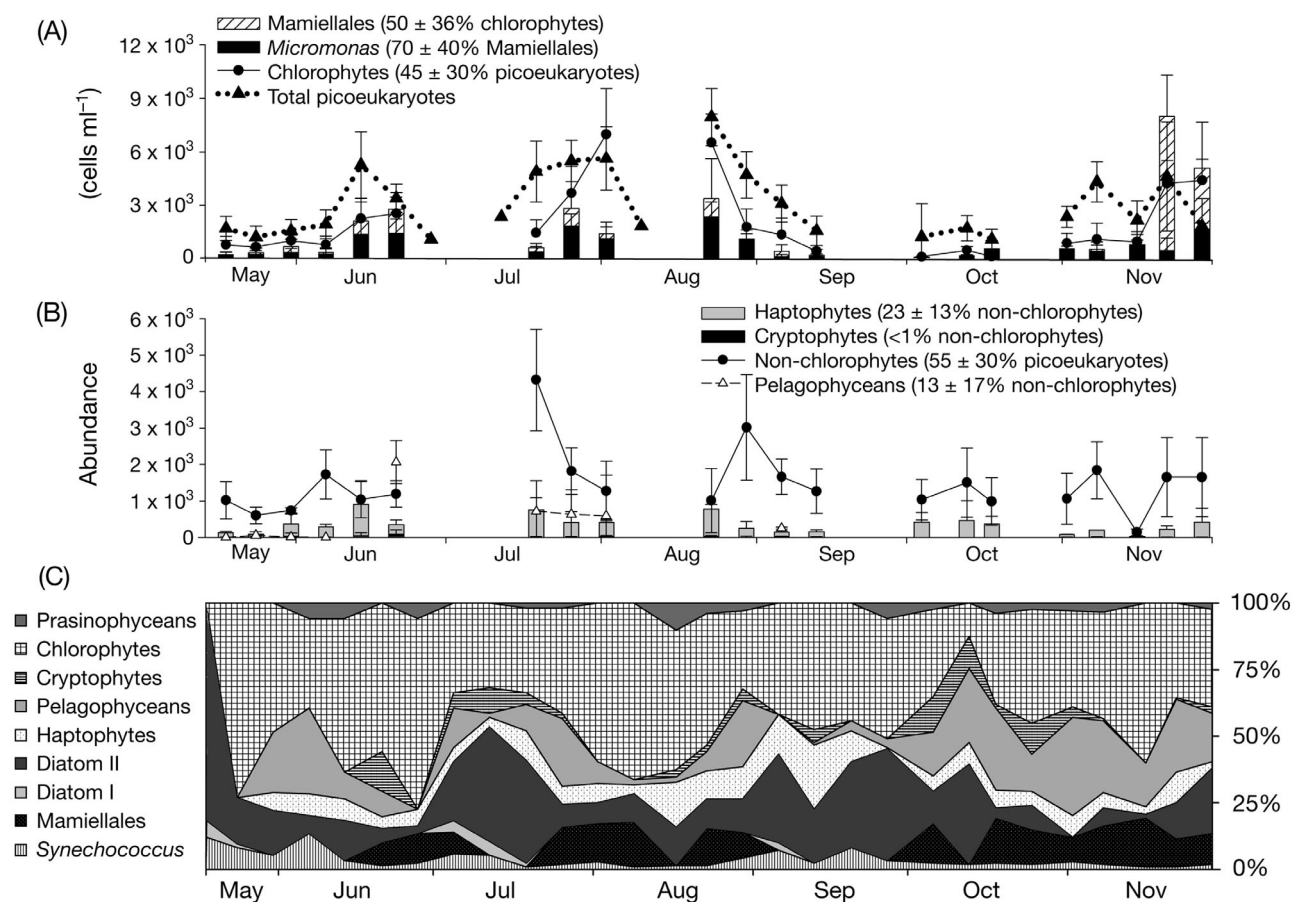 (A)
Mamiellales (50 ± 36% chlorophytes)
Micromonas (70 ± 40% Mamiellales)
Chlorophytes (45 ± 30% picoeukaryotes)
Total picoeukaryotes
12 x 10³
9 x 10³
6 x 10³
3 x 10³
0
(cells ml⁻¹)
May Jun Jul Aug Sep Oct Nov
(B)
Haptophytes (23 ± 13% non-chlorophytes)
Cryptophytes (<1% non-chlorophytes)
Non-chlorophytes (55 ± 30% picoeukaryotes)
Pelagophyceans (13 ± 17% non-chlorophytes)
6 x 10³
5 x 10³
4 x 10³
3 x 10³
2 x 10³
1 x 10³
0
Abundance
May Jun Jul Aug Sep Oct Nov
(C)
Prasinophyceans
Chlorophytes
Cryptophytes
Pelagophyceans
Haptophytes
Diatom II
Diatom I
Mamiellales
Synechococcus
100%
75%
50%
25%
0%
May Jun Jul Aug Sep Oct Nov